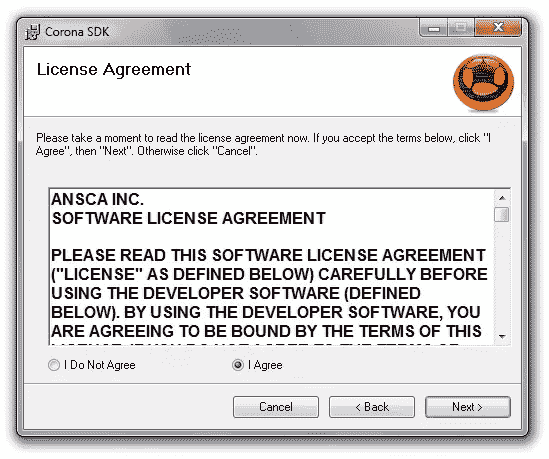 Corona SDK
License Agreement
Please take a moment to read the license agreement now. If you accept the terms below, click "I
Agree", then "Next". Otherwise click "Cancel".
ANSCA INC.
SOFTWARE LICENSE AGREEMENT
PLEASE READ THIS SOFTWARE LICENSE AGREEMENT
("LICENSE" AS DEFINED BELOW) CAREFULLY BEFORE
USING THE DEVELOPER SOFTWARE (DEFINED
BELOW). BY USING THE DEVELOPER SOFTWARE, YOU
ARE AGREEING TO BE BOUND BY THE TERMS OF THIS
I Do Not Agree
I Agree
Cancel
< Back
Next >